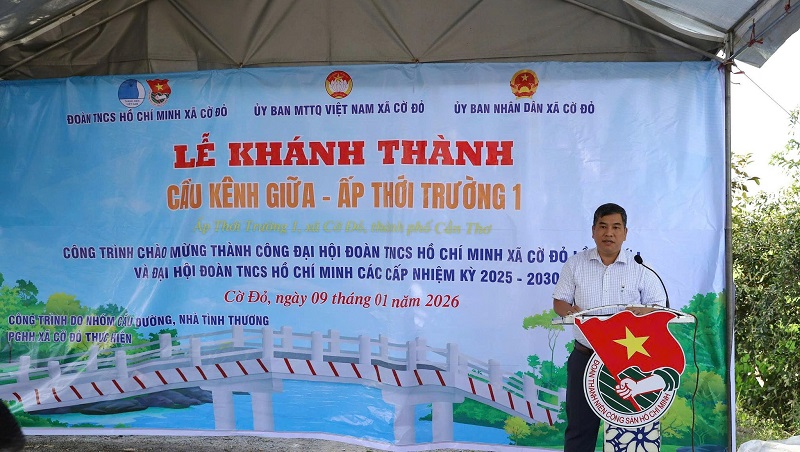 ĐOÀN TNCS HỒ CHÍ MINH XÃ CỜ ĐỎ
ỦY BAN MTTQ VIỆT NAM XÃ CỜ ĐỎ
ỦY BAN NHÂN DÂN XÃ CỜ ĐỎ
LỄ KHÁNH THÀNH
CẦU KÊNH GIỮA - ẤP THỚI TRƯỜNG 1
Ấp Thới Trường 1, xã Cờ Đỏ, thành phố Cần Thơ
CÔNG TRÌNH CHÀO MỪNG THÀNH CÔNG ĐẠI HỘI ĐOÀN TNCS HỒ CHÍ MINH XÃ CỜ ĐỎ
VÀ ĐẠI HỘI ĐOÀN TNCS HỒ CHÍ MINH CÁC CẤP NHIỆM KỲ 2025 - 2030
Cờ Đỏ, ngày 09 tháng 01 năm 2026
CÔNG TRÌNH DO NHÓM CẦU ĐƯỜNG, NHÀ TÌNH THƯƠNG
PGHH XÃ CỜ ĐỎ THỰC HIỆN
ĐOÀN THANH NIÊN CỘNG SẢN HỒ CHÍ MINH